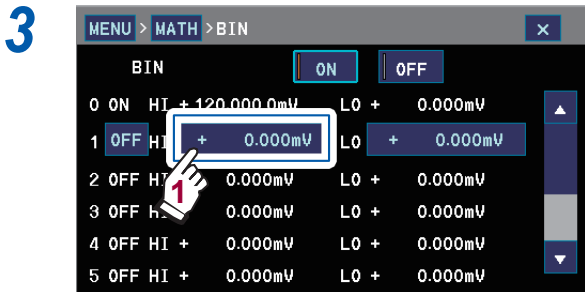 3
MENU > MATH >BIN ×
BIN ON OFF
0 ON HI + 120.000.0mV LO + 0.000mV
1 OFF HI + 0.000mV LO + 0.000mV
1
2 OFF HI 0.000mV LO + 0.000mV
3 OFF HI 0.000mV LO + 0.000mV
4 OFF HI + 0.000mV LO + 0.000mV
5 OFF HI + 0.000mV LO + 0.000mV